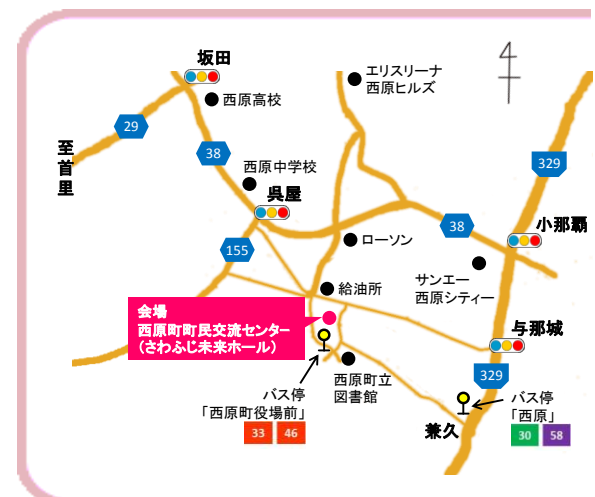 坂田
エリスリーナ
西原ヒルズ
西原高校
29
至首里
38
329
西原中学校
呉屋
小那覇
38
155
ローソン
サンエー
西原シティー
給油所
会場
西原町町民交流センター
（さわふじ未来ホール）
与那城
西原町立
図書館
329
バス停
「西原町役場前」
33 46
バス停
「西原」
兼久
30 58